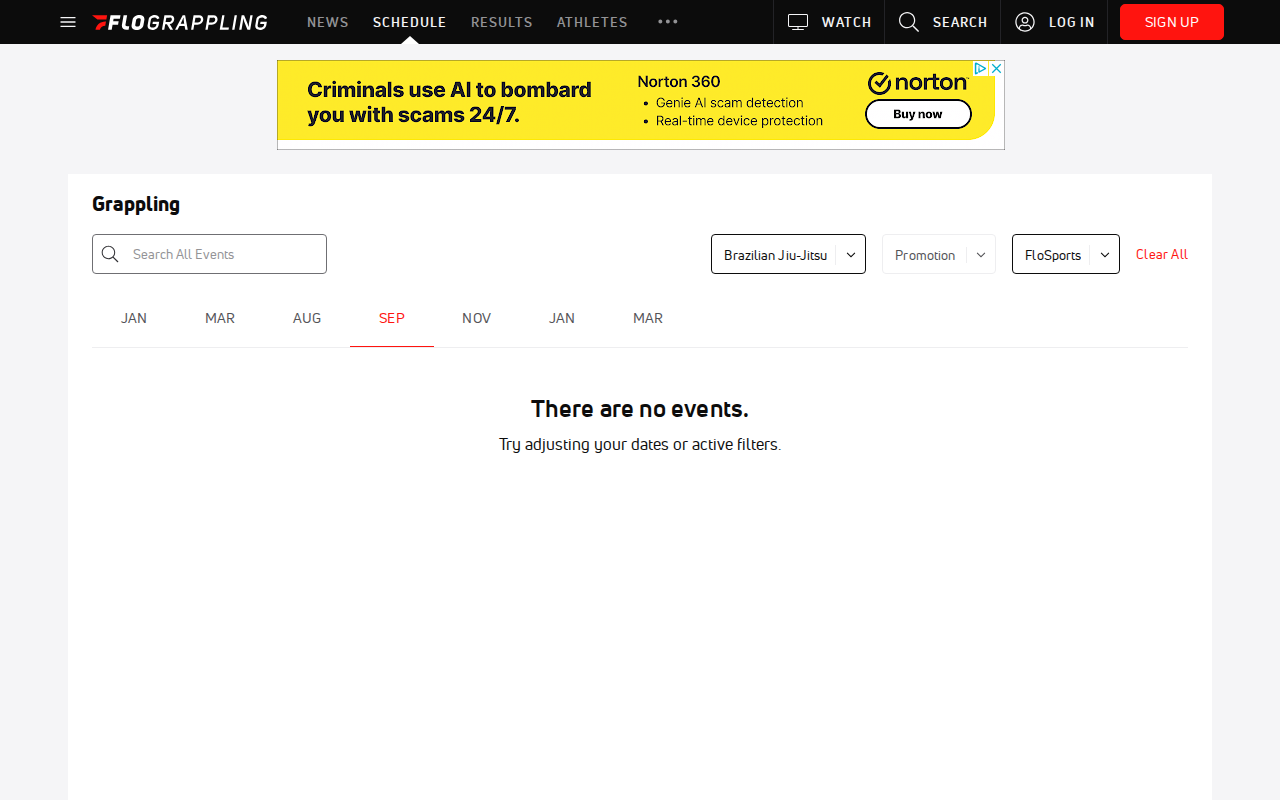 FLOGRAPPLING NEWS SCHEDULE RESULTS ATHLETES ••• WATCH SEARCH LOG IN SIGN UP
Criminals use AI to bombard
you with scams 24/7.
Norton 360
• Genie AI scam detection
• Real-time device protection
norton
Buy now
Grappling
Search All Events Brazilian Jiu-Jitsu Promotion FloSports Clear All
JAN MAR AUG SEP NOV JAN MAR
There are no events.
Try adjusting your dates or active filters.